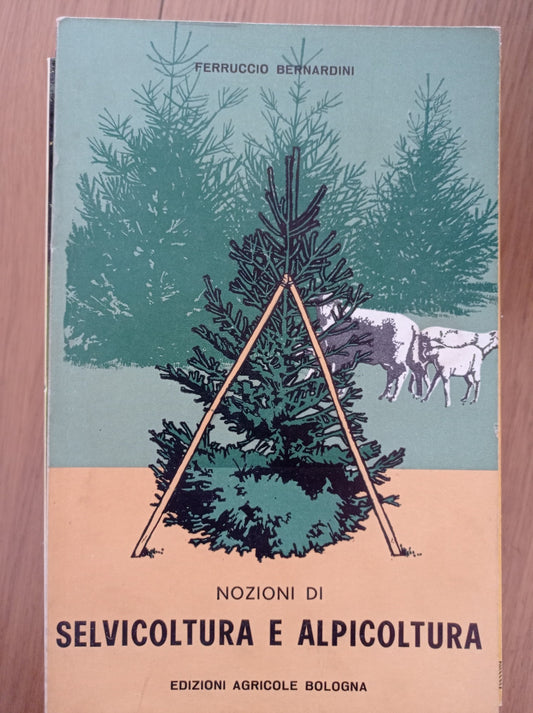 FERRUCCIO BERNARDINI
NOZIONI DI
SELVICOLTURA E ALPICOLTURA
EDIZIONI AGRICOLE BOLOGNA